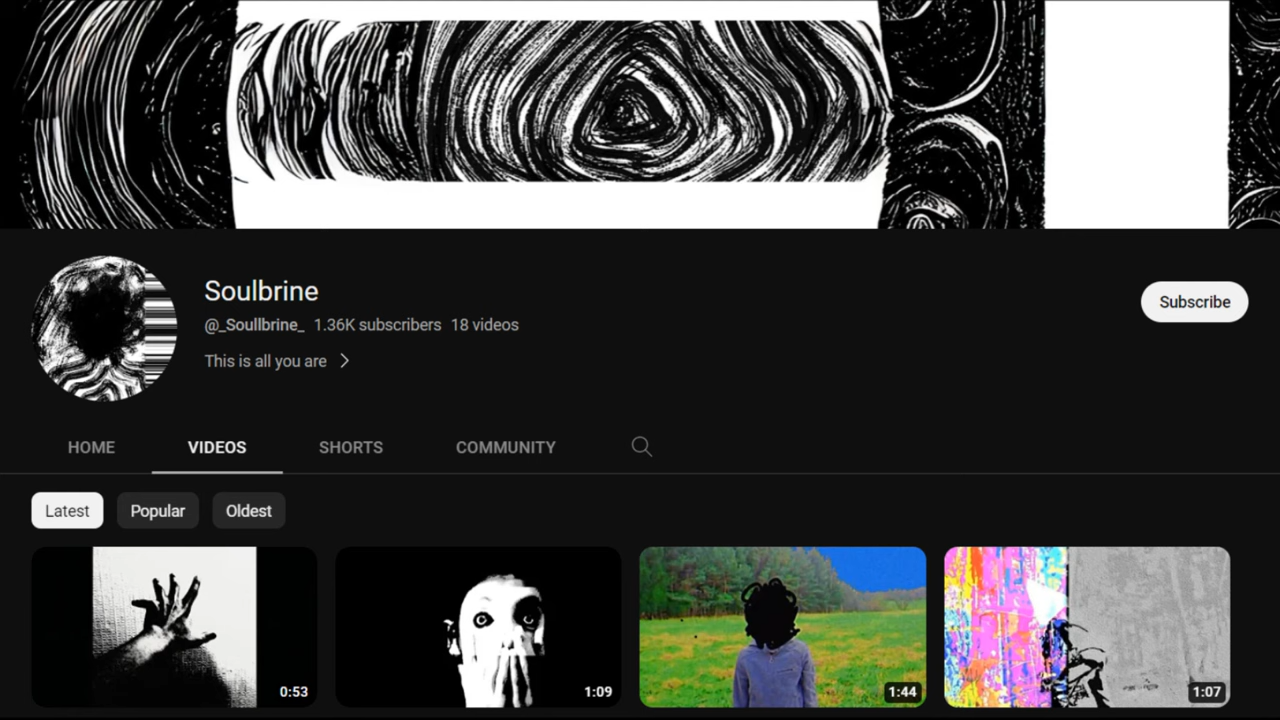 Soulbrine
@_Soullbrine_ 1.36K subscribers 18 videos
This is all you are
Subscribe
HOME VIDEOS SHORTS COMMUNITY
Latest Popular Oldest
0:53 1:09 1:44 1:07